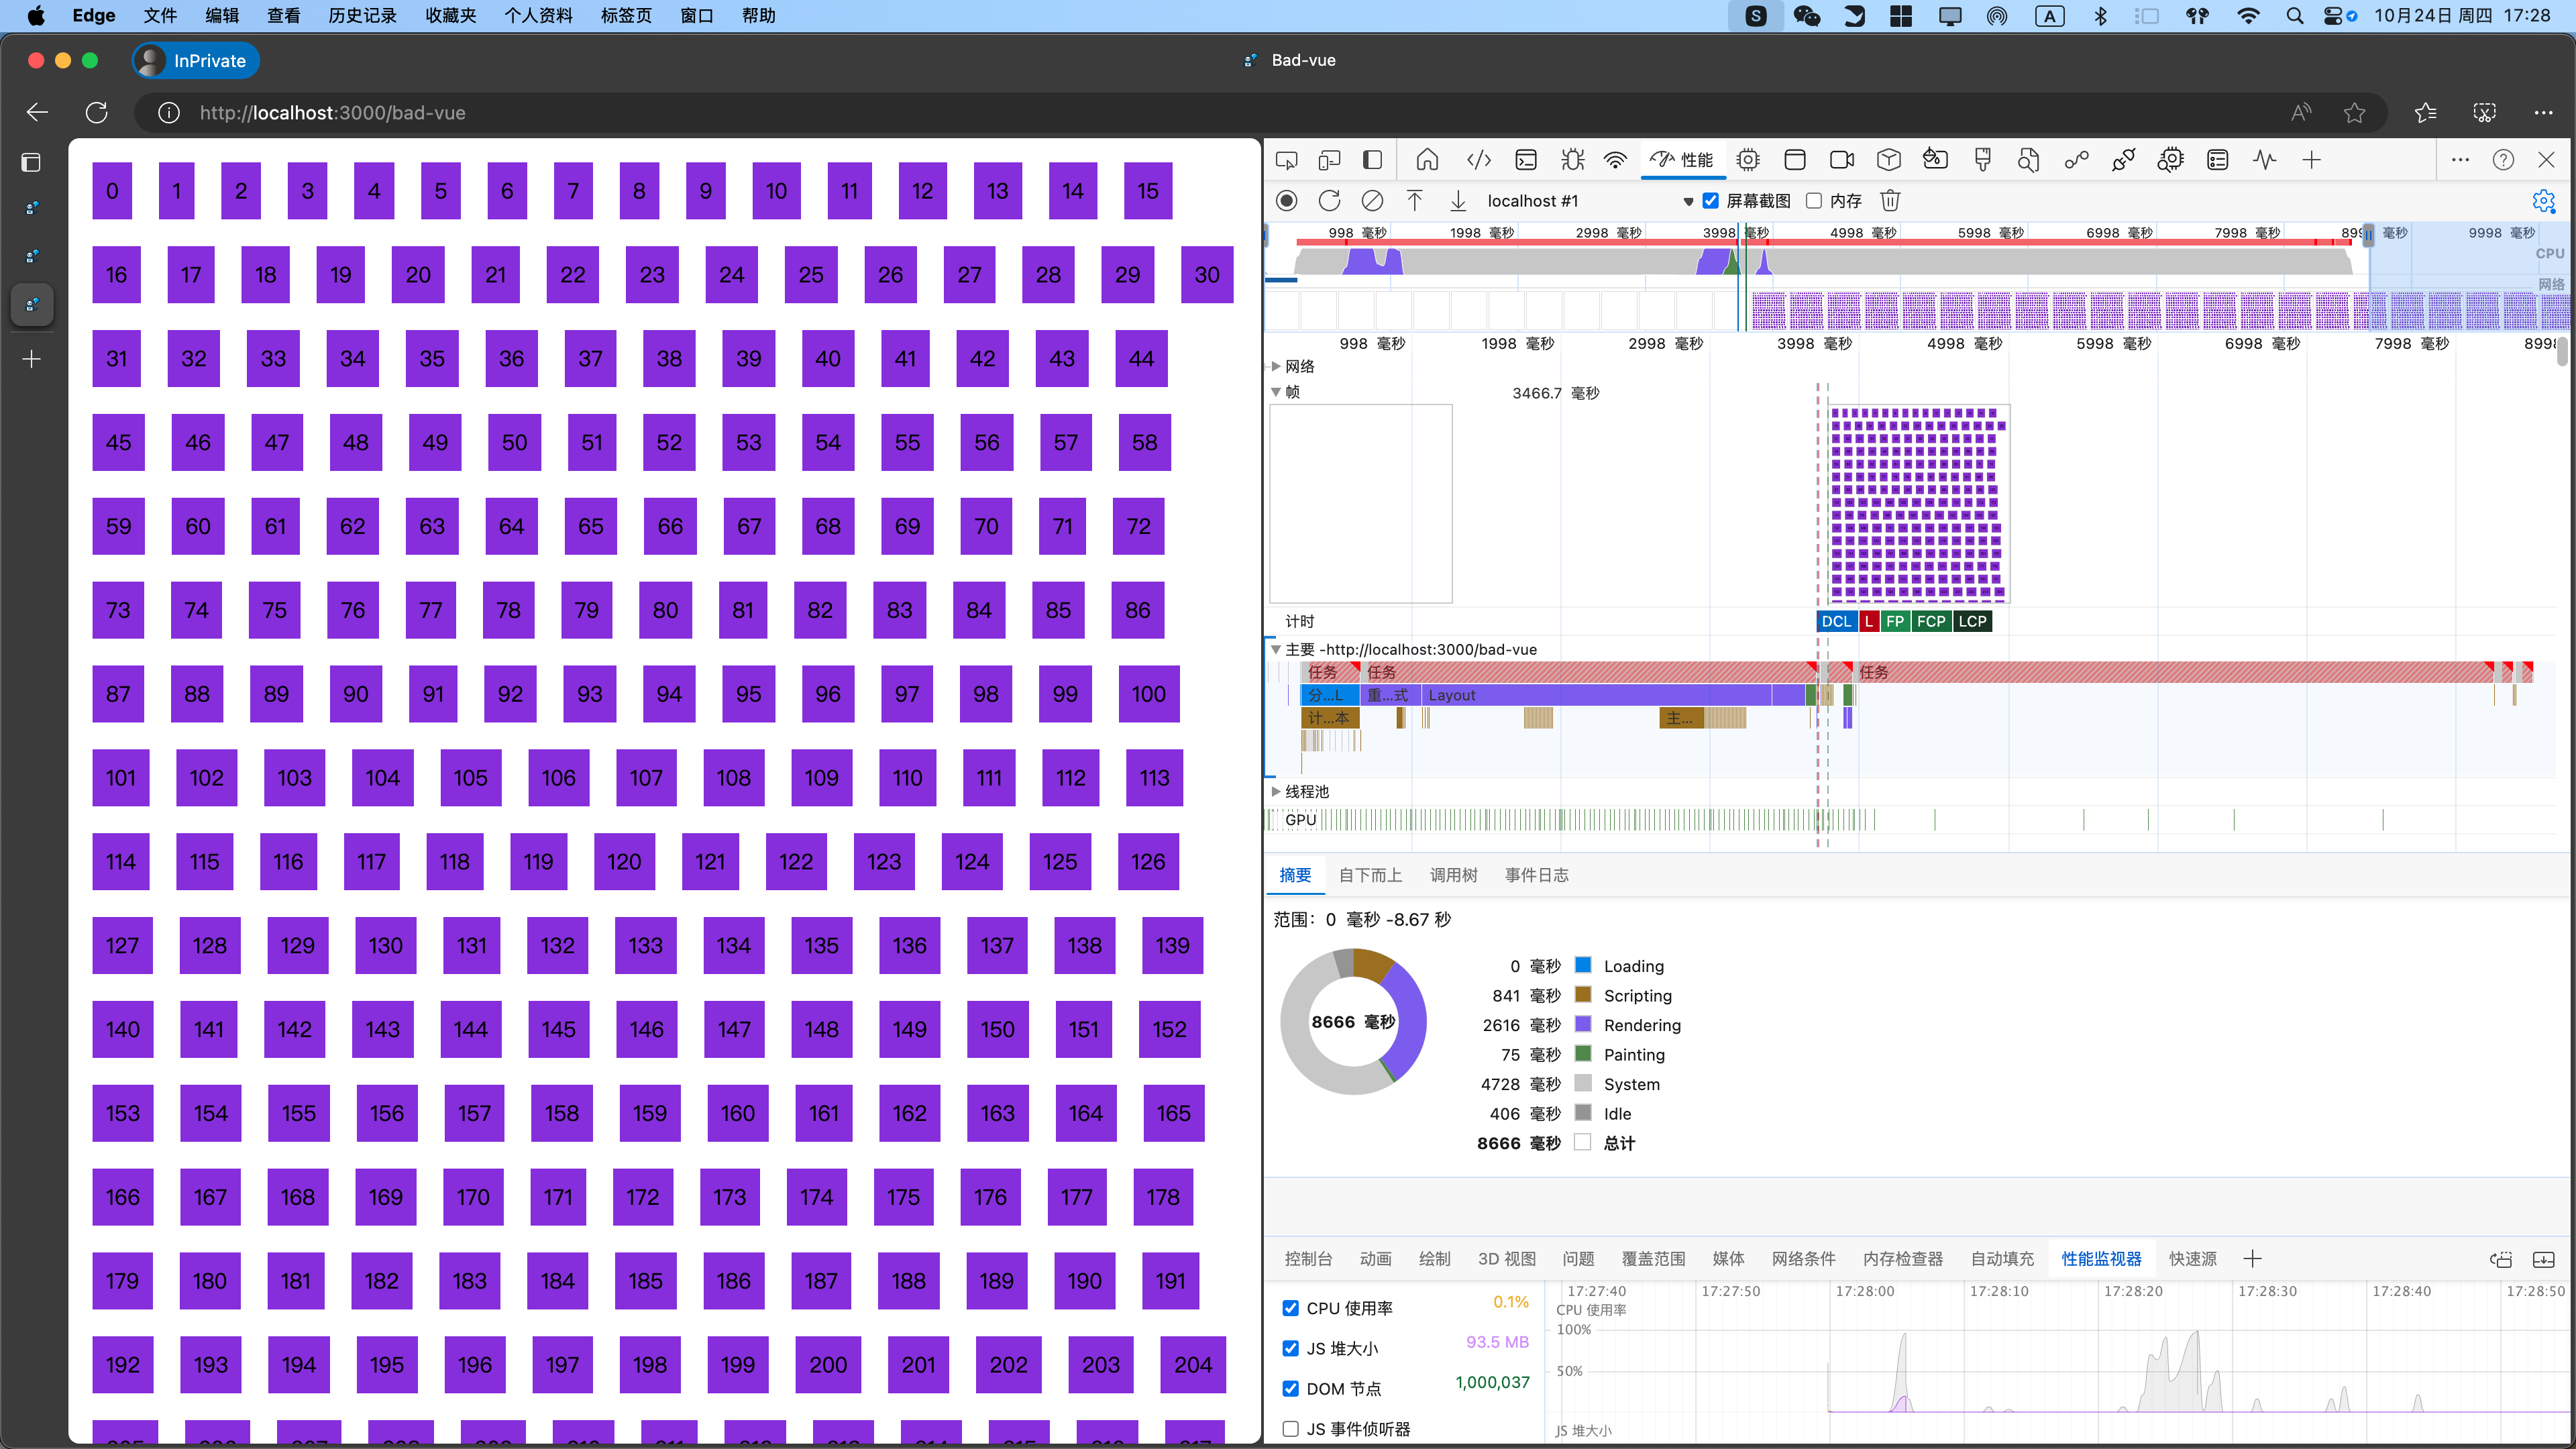 Edge 文件 编辑 查看 历史记录 收藏夹 个人资料 标签页 窗口 帮助 S A 10月24日 周四 17:28
InPrivate Bad-vue
http://localhost:3000/bad-vue
0 1 2 3 4 5 6 7 8 9 10 11 12 13 14 15
16 17 18 19 20 21 22 23 24 25 26 27 28 29 30
31 32 33 34 35 36 37 38 39 40 41 42 43 44
45 46 47 48 49 50 51 52 53 54 55 56 57 58
59 60 61 62 63 64 65 66 67 68 69 70 71 72
73 74 75 76 77 78 79 80 81 82 83 84 85 86
87 88 89 90 91 92 93 94 95 96 97 98 99 100
101 102 103 104 105 106 107 108 109 110 111 112 113
114 115 116 117 118 119 120 121 122 123 124 125 126
127 128 129 130 131 132 133 134 135 136 137 138 139
140 141 142 143 144 145 146 147 148 149 150 151 152
153 154 155 156 157 158 159 160 161 162 163 164 165
166 167 168 169 170 171 172 173 174 175 176 177 178
179 180 181 182 183 184 185 186 187 188 189 190 191
192 193 194 195 196 197 198 199 200 201 202 203 204
性能
localhost #1 屏幕截图 内存
998 毫秒 1998 毫秒 2998 毫秒 3998 毫秒 4998 毫秒 5998 毫秒 6998 毫秒 7998 毫秒 899 毫秒 9998 毫秒
CPU
网络
998 毫秒 1998 毫秒 2998 毫秒 3998 毫秒 4998 毫秒 5998 毫秒 6998 毫秒 7998 毫秒 8998
网络
帧 3466.7 毫秒
计时 DCL L FP FCP LCP
主要 -http://localhost:3000/bad-vue
任务 任务 任务
分...L 重...式 Layout
计...本 主...
线程池
GPU
摘要 自下而上 调用树 事件日志
范围: 0 毫秒 -8.67 秒
8666 毫秒
0 毫秒 Loading
841 毫秒 Scripting
2616 毫秒 Rendering
75 毫秒 Painting
4728 毫秒 System
406 毫秒 Idle
8666 毫秒 总计
控制台 动画 绘制 3D 视图 问题 覆盖范围 媒体 网络条件 内存检查器 自动填充 性能监视器 快速源
CPU 使用率 0.1%
JS 堆大小 93.5 MB
DOM 节点 1,000,037
JS 事件侦听器
17:27:40 17:27:50 17:28:00 17:28:10 17:28:20 17:28:30 17:28:40 17:28:50
CPU 使用率
100%
50%
JS 堆大小